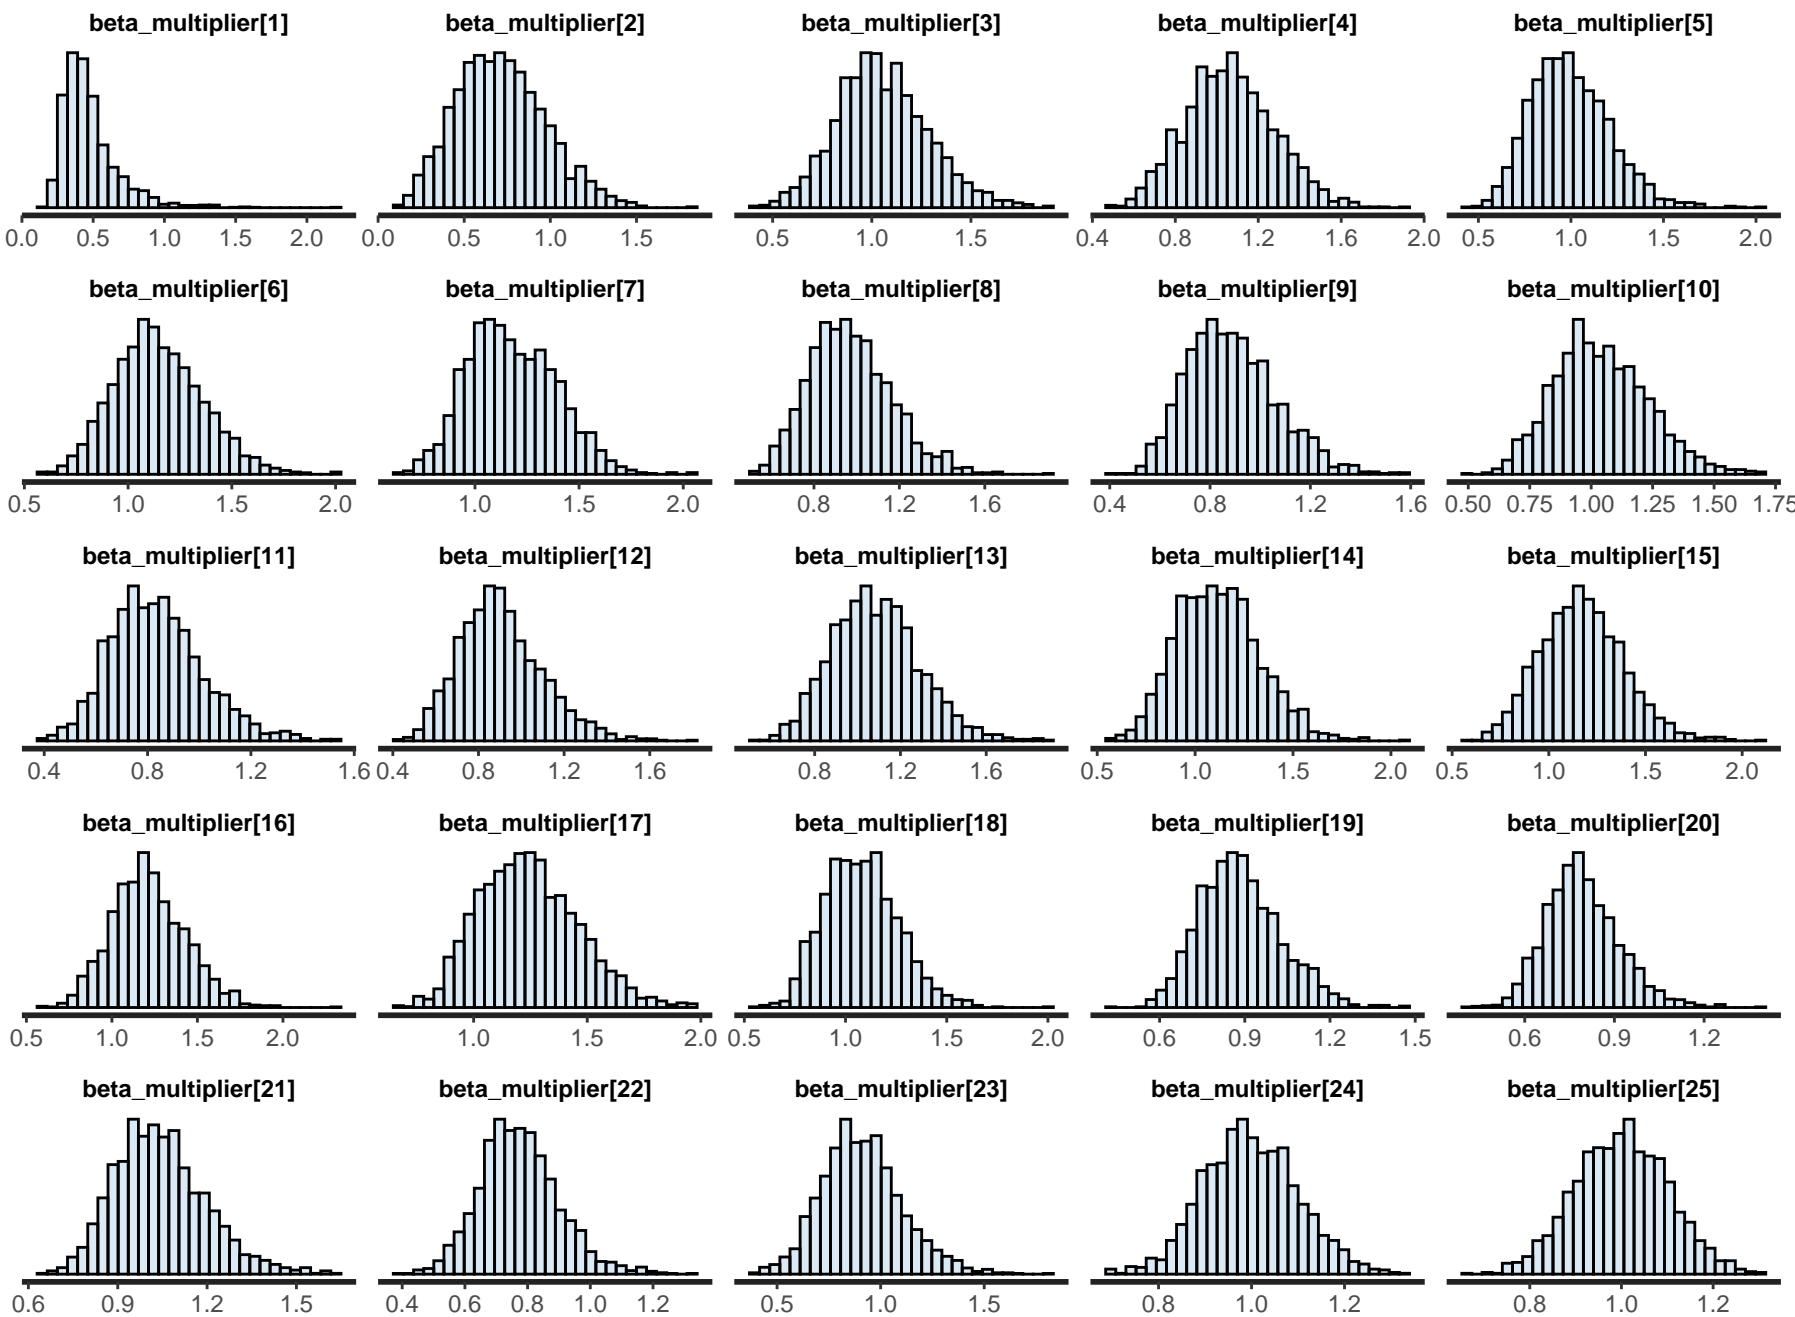 beta_multiplier[1] beta_multiplier[2] beta_multiplier[3] beta_multiplier[4] beta_multiplier[5]
0.0 0.5 1.0 1.5 2.0 0.0 0.5 1.0 1.5 0.5 1.0 1.5 0.4 0.8 1.2 1.6 2.0 0.5 1.0 1.5 2.0
beta_multiplier[6] beta_multiplier[7] beta_multiplier[8] beta_multiplier[9] beta_multiplier[10]
0.5 1.0 1.5 2.0 1.0 1.5 2.0 0.8 1.2 1.6 0.4 0.8 1.2 1.6 0.50 0.75 1.00 1.25 1.50 1.75
beta_multiplier[11] beta_multiplier[12] beta_multiplier[13] beta_multiplier[14] beta_multiplier[15]
0.4 0.8 1.2 1.6 0.4 0.8 1.2 1.6 0.8 1.2 1.6 0.5 1.0 1.5 2.0 0.5 1.0 1.5 2.0
beta_multiplier[16] beta_multiplier[17] beta_multiplier[18] beta_multiplier[19] beta_multiplier[20]
0.5 1.0 1.5 2.0 1.0 1.5 2.0 0.5 1.0 1.5 2.0 0.6 0.9 1.2 1.5 0.6 0.9 1.2
beta_multiplier[21] beta_multiplier[22] beta_multiplier[23] beta_multiplier[24] beta_multiplier[25]
0.6 0.9 1.2 1.5 0.4 0.6 0.8 1.0 1.2 0.5 1.0 1.5 0.8 1.0 1.2 0.8 1.0 1.2